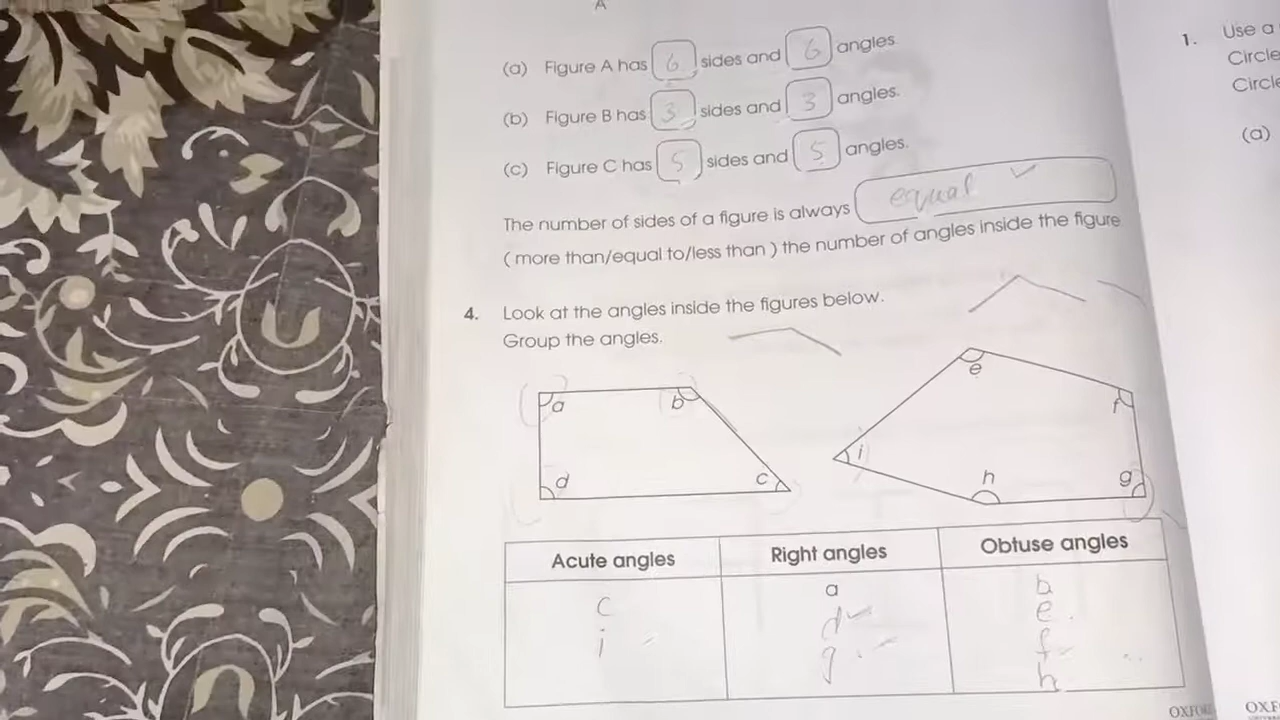 A
(a) Figure A has 6 sides and 6 angles.
(b) Figure B has 3 sides and 3 angles.
(c) Figure C has 5 sides and 5 angles.
The number of sides of a figure is always equal
( more than/equal to/less than ) the number of angles inside the figure
4. Look at the angles inside the figures below.
Group the angles.
a b c d
e f g h i
Acute angles Right angles Obtuse angles
c a b
i d e
g f
h
1. Use a
Circle
Circle
(a)
OXFO
OXF